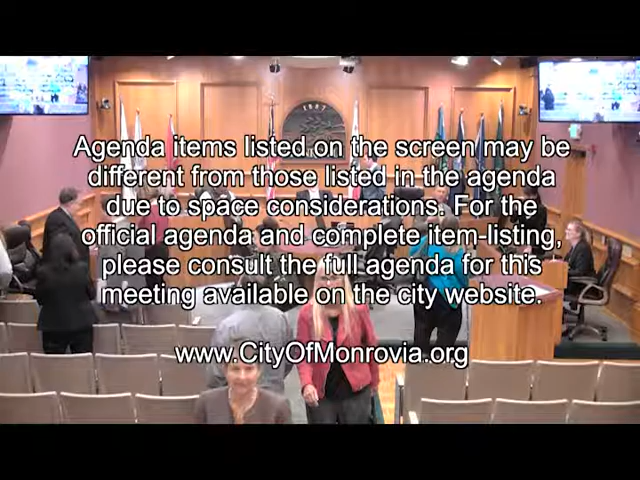 1887
Agenda items listed on the screen may be
different from those listed in the agenda
due to space considerations. For the
official agenda and complete item-listing,
please consult the full agenda for this
meeting available on the city website.
www.CityOfMonrovia.org